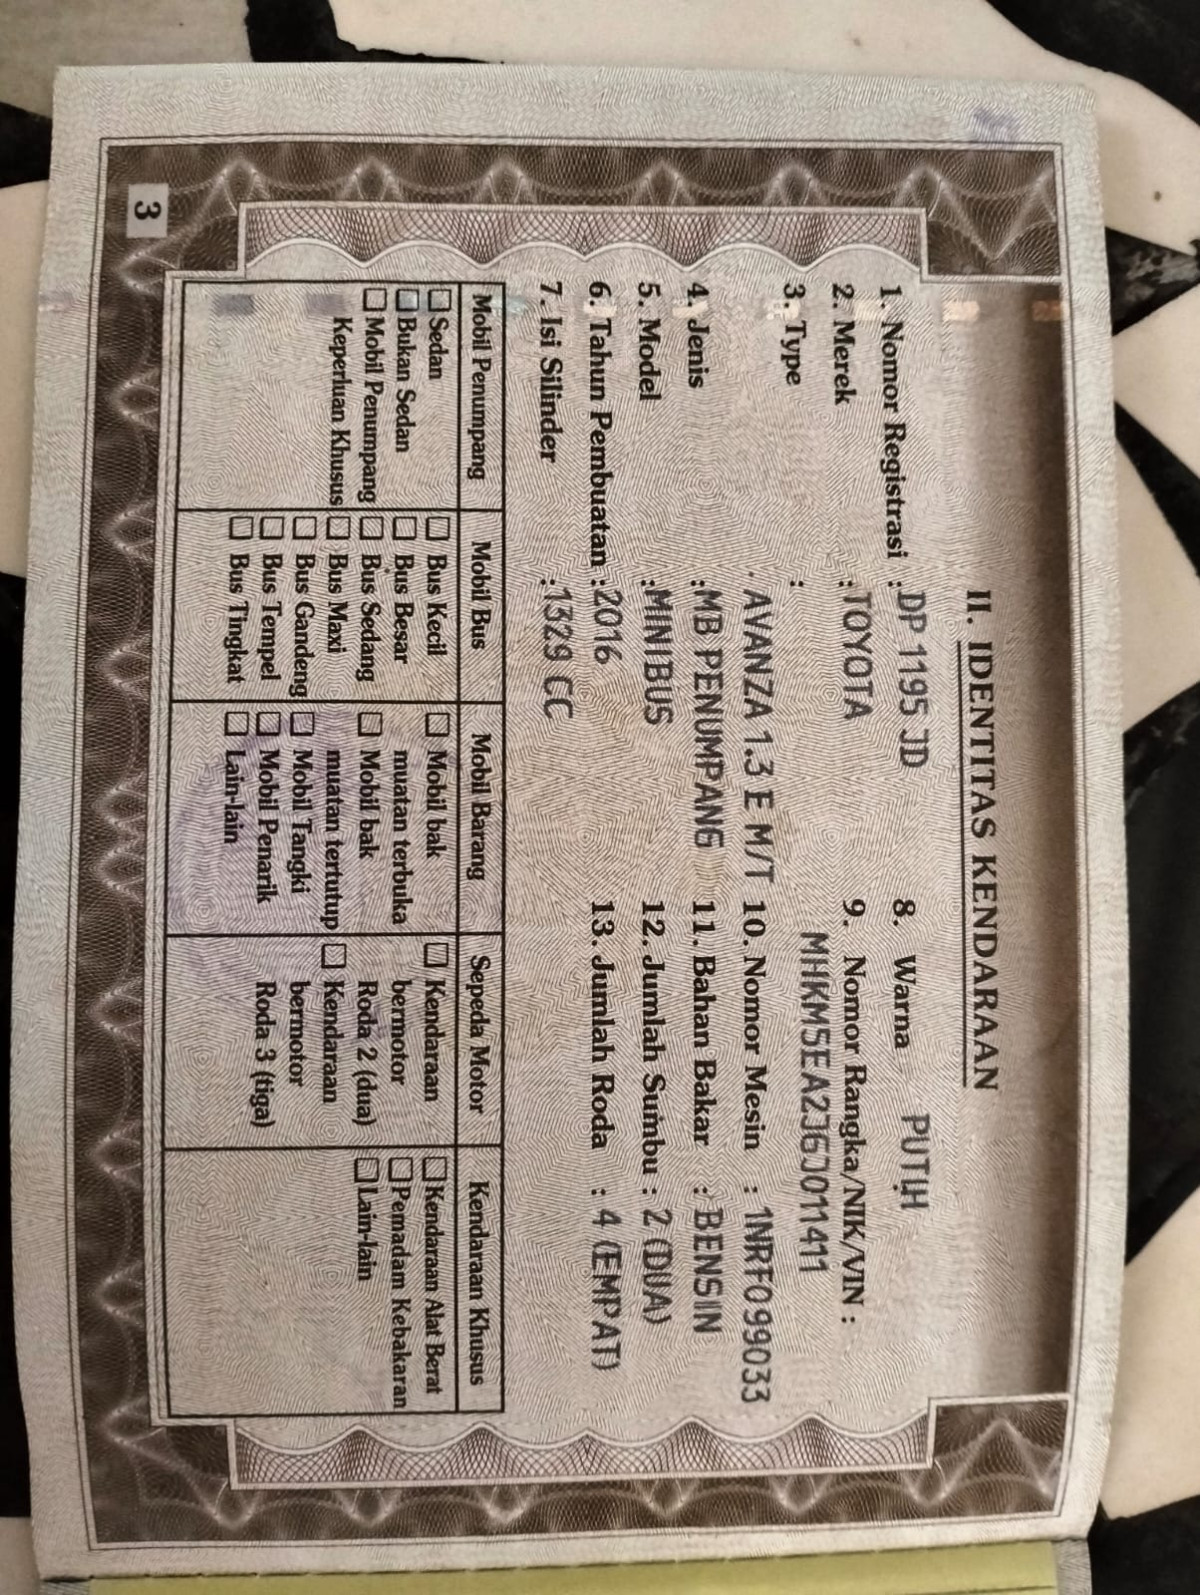 II. IDENTITAS KENDARAAN
1. Nomor Registrasi : DP 1195 JD
2. Merek : TOYOTA
3. Type :
AVANZA 1.3 E M/T
4. Jenis : MB PENUMPANG
5. Model : MINIBUS
6. Tahun Pembuatan : 2016
7. Isi Silinder : 1329 CC
8. Warna PUTIH
9. Nomor Rangka/NIK/VIN :
MHKM5EA2J6J011411
10. Nomor Mesin : 1NRF099033
11. Bahan Bakar : BENSIN
12. Jumlah Sumbu : 2 (DUA)
13. Jumlah Roda : 4 (EMPAT)
Mobil Penumpang
Sedan
Bukan Sedan
Mobil Penumpang
Keperluan Khusus
Mobil Bus
Bus Kecil
Bus Besar
Bus Sedang
Bus Maxi
Bus Gandeng
Bus Tempel
Bus Tingkat
Mobil Barang
Mobil bak
muatan terbuka
Mobil bak
muatan tertutup
Mobil Tangki
Mobil Penarik
Lain-lain
Sepeda Motor
Kendaraan
bermotor
Roda 2 (dua)
Kendaraan
bermotor
Roda 3 (tiga)
Kendaraan Khusus
Kendaraan Alat Berat
Pemadam Kebakaran
Lain-lain
3